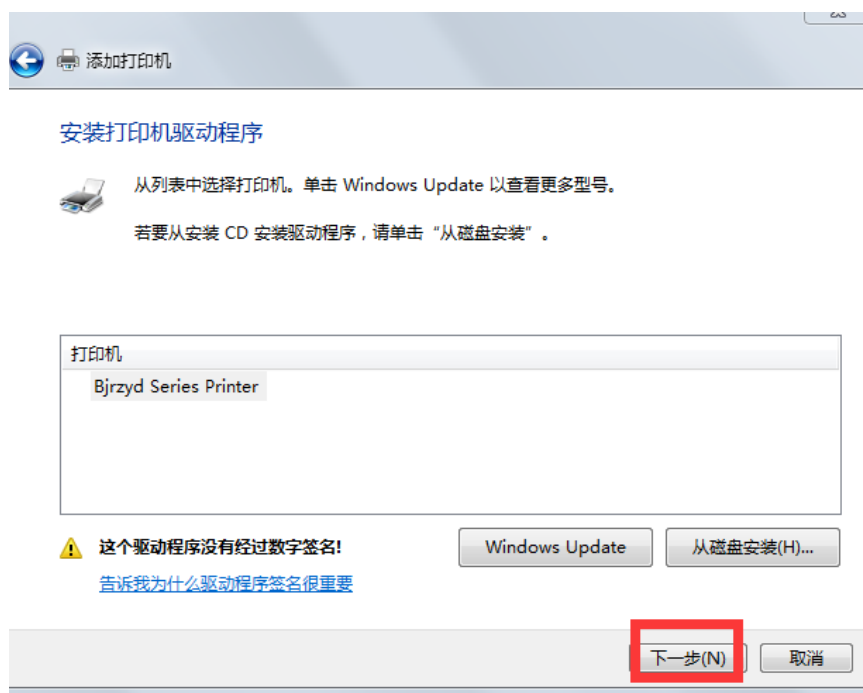 添加打印机
安装打印机驱动程序
从列表中选择打印机。单击 Windows Update 以查看更多型号。
若要从安装 CD 安装驱动程序，请单击“从磁盘安装”。
打印机
Bjrzyd Series Printer
这个驱动程序没有经过数字签名!
Windows Update
从磁盘安装(H)...
告诉我为什么驱动程序签名很重要
下一步(N)
取消